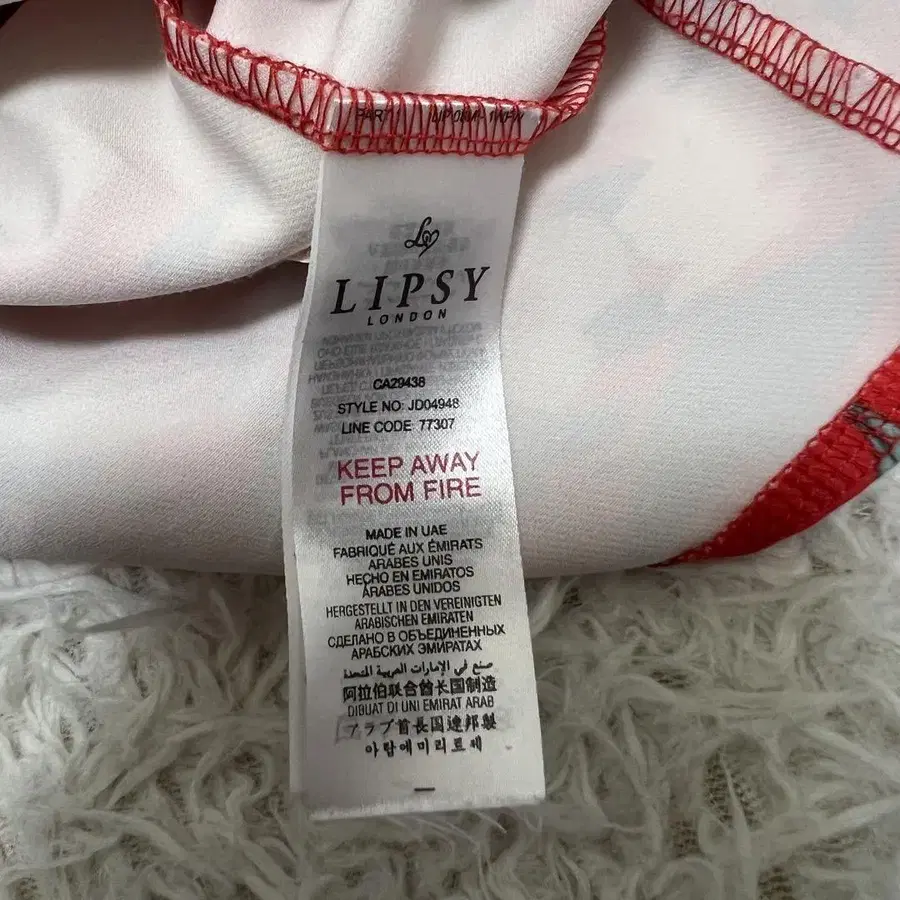 LIPSY
LONDON
CA29438
STYLE NO: JD04948
LINE CODE: 77307
KEEP AWAY
FROM FIRE
MADE IN UAE
FABRIQUÉ AUX ÉMIRATS
ARABES UNIS
HECHO EN EMIRATOS
ÁRABES UNIDOS
HERGESTELLT IN DEN VEREINIGTEN
ARABISCHEN EMIRATEN
СДЕЛАНО В ОБЪЕДИНЕННЫХ
АРАБСКИХ ЭМИРАТАХ
صنع في الإمارات العربية المتحدة
阿拉伯联合酋长国制造
DIBUAT DI UNI EMIRAT ARAB
アラブ首長国連邦製
아랍에미리트제